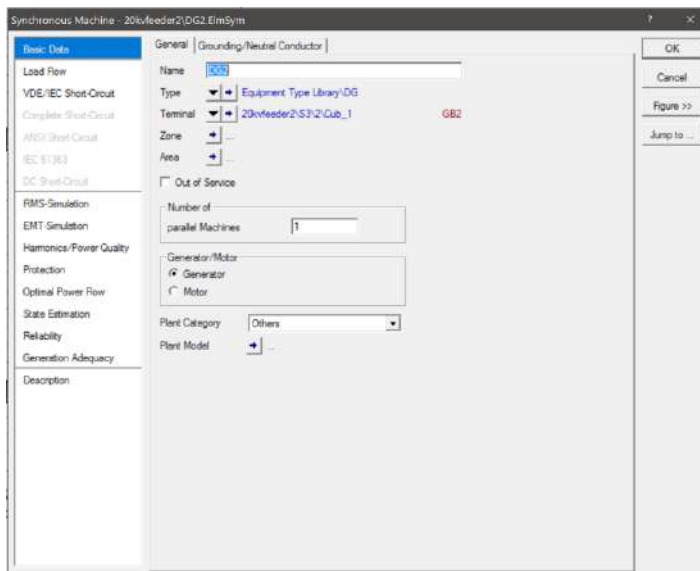 Synchronous Machine - 20kvfeeder2\DG2.ElmSym
? ×
Basic Data
Load Flow
VDE/IEC Short-Circuit
Complete Short-Circuit
ANSI Short-Circuit
IEC 61363
DC Short-Circuit
RMS-Simulation
EMT-Simulation
Harmonics/Power Quality
Protection
Optimal Power Flow
State Estimation
Reliability
Generation Adequacy
Description
General
Grounding/Neutral Conductor
Name DG2
Type Equipment Type Library\DG
Terminal 20kvfeeder2\S3\2\Cub_1 GB2
Zone ...
Area ...
Out of Service
Number of
parallel Machines 1
Generator/Motor
Generator
Motor
Plant Category Others
Plant Model ...
OK
Cancel
Figure >>
Jump to ...